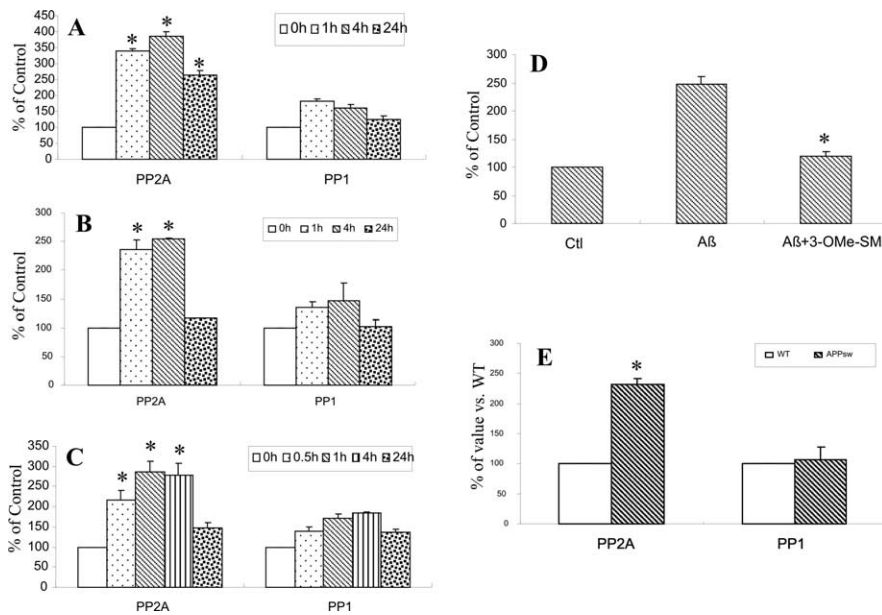 A
0h 1h 4h 24h
% of Control
450
400
350
300
250
200
150
100
50
0
* * *
PP2A PP1
B
0h 1h 4h 24h
% of Control
300
250
200
150
100
50
0
* *
PP2A PP1
C
0h 0.5h 1h 4h 24h
% of Control
350
300
250
200
150
100
50
0
* * *
PP2A PP1
D
% of Control
300
250
200
150
100
50
0
*
Ctl Aß Aß+3-OMe-SM
E
WT APPsw
% of value vs. WT
300
250
200
150
100
50
0
*
PP2A PP1